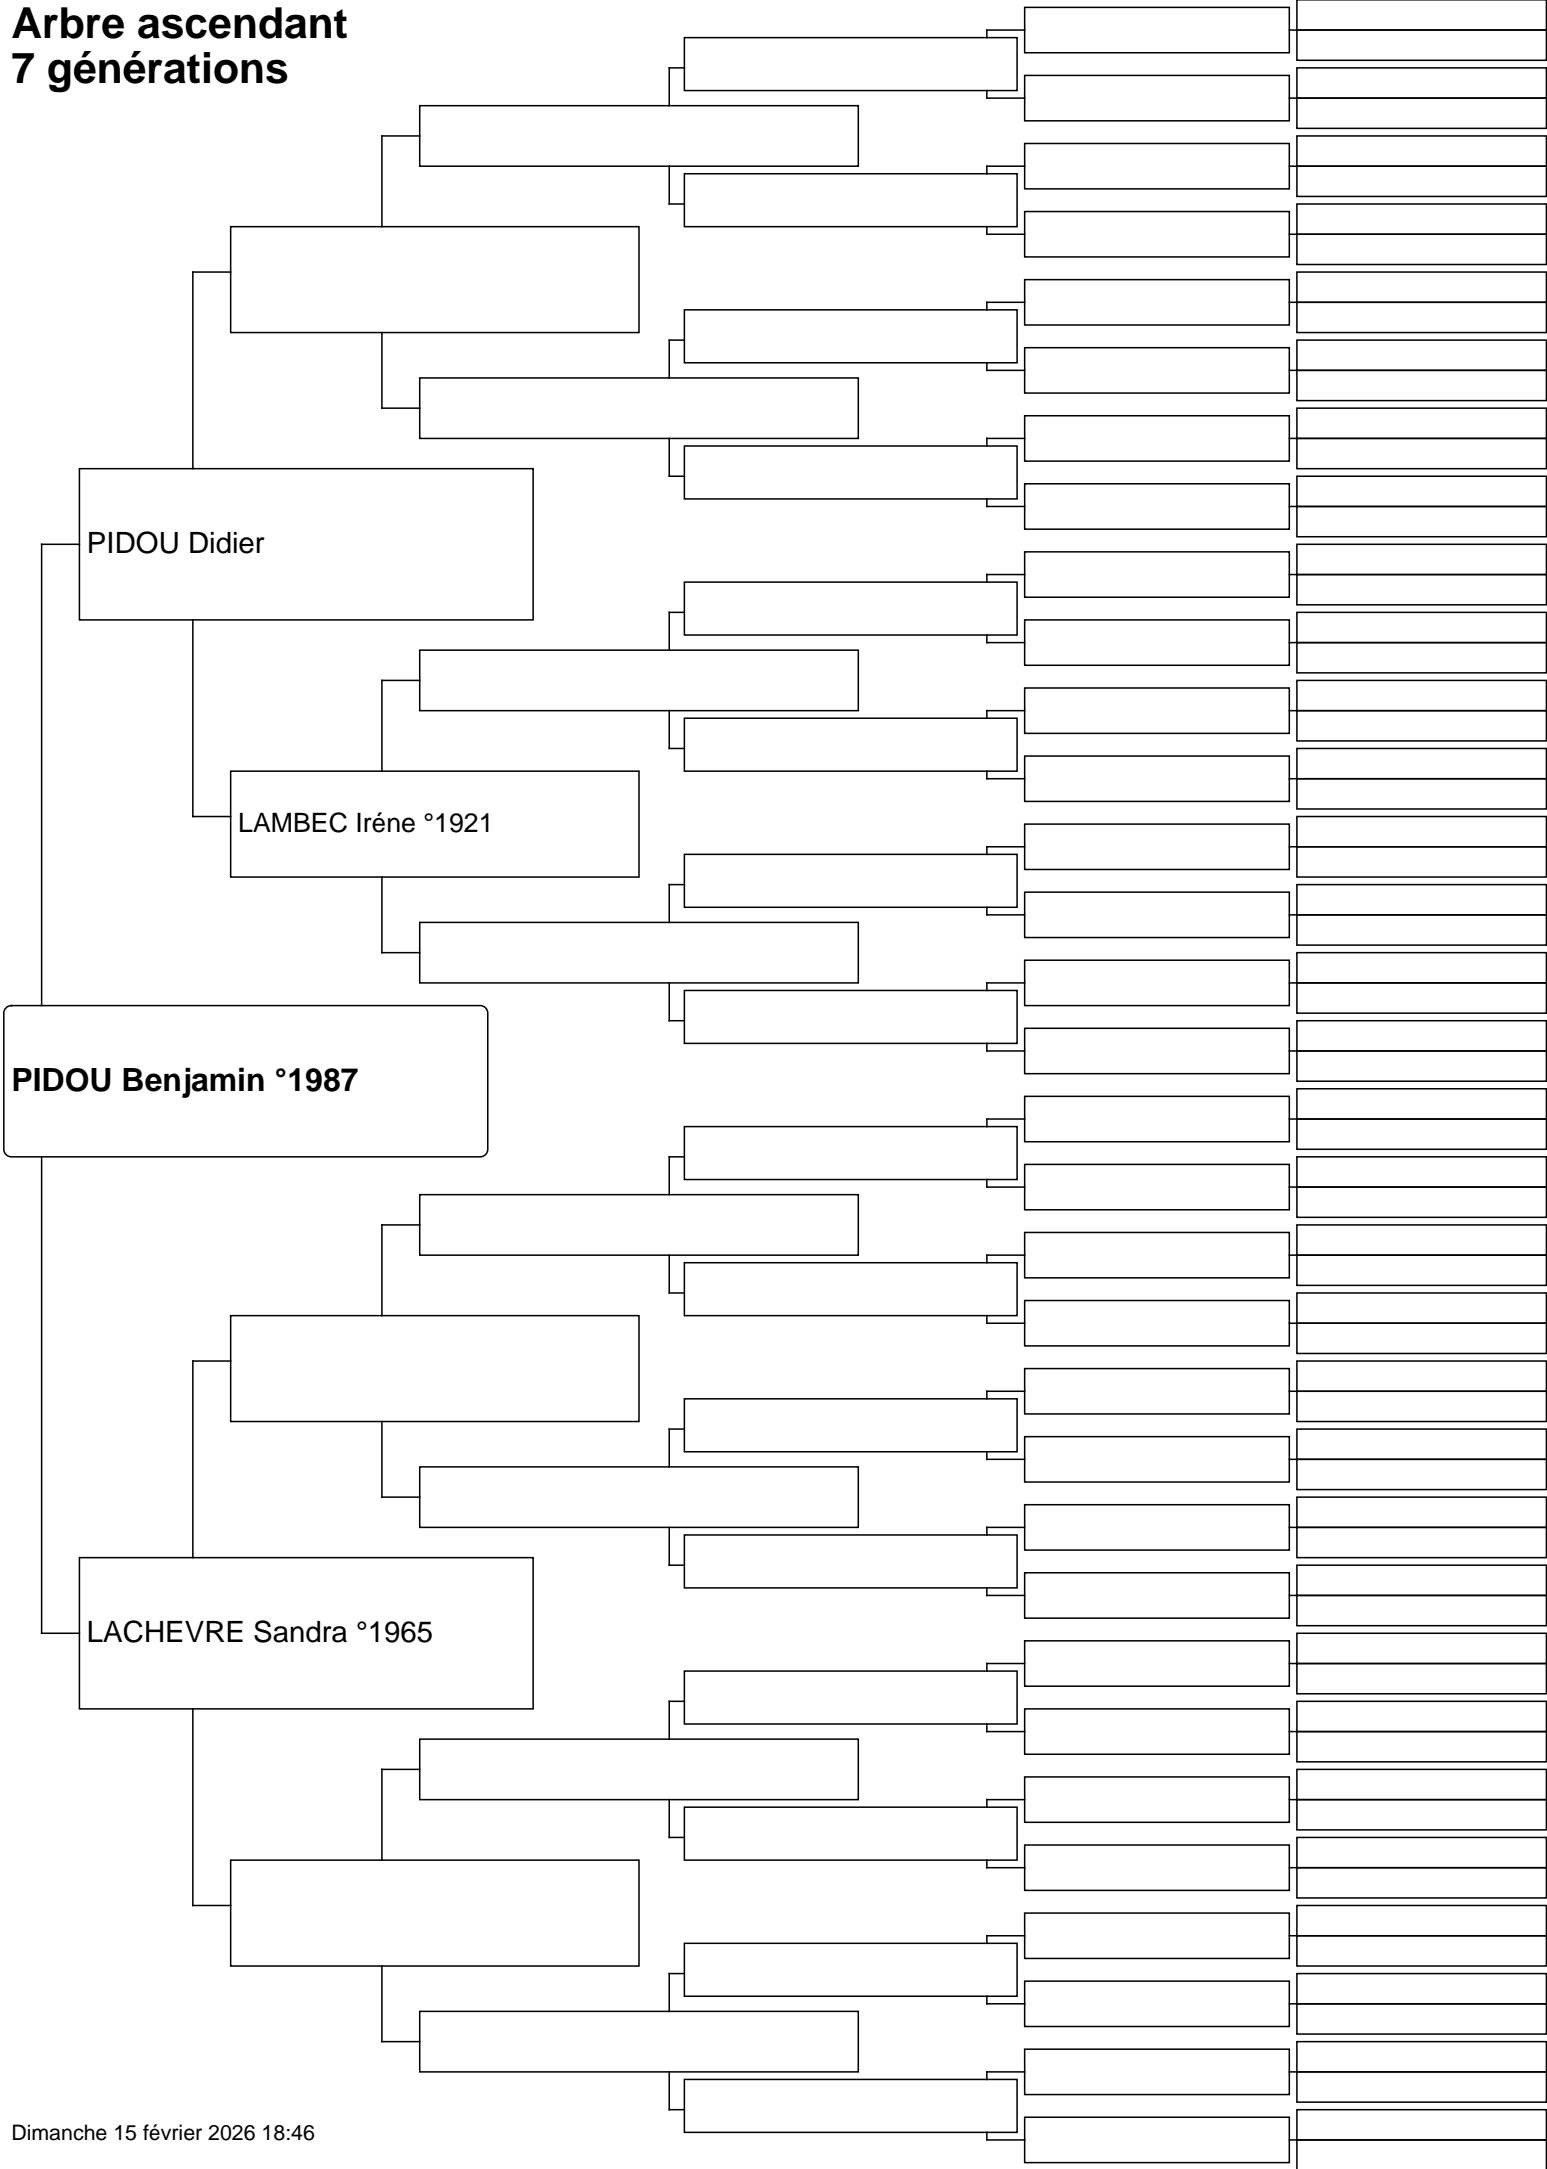 Arbre ascendant
7 générations
PIDOU Didier
LAMBEC Iréne °1921
PIDOU Benjamin °1987
LACHEVRE Sandra °1965
Dimanche 15 février 2026 18:46